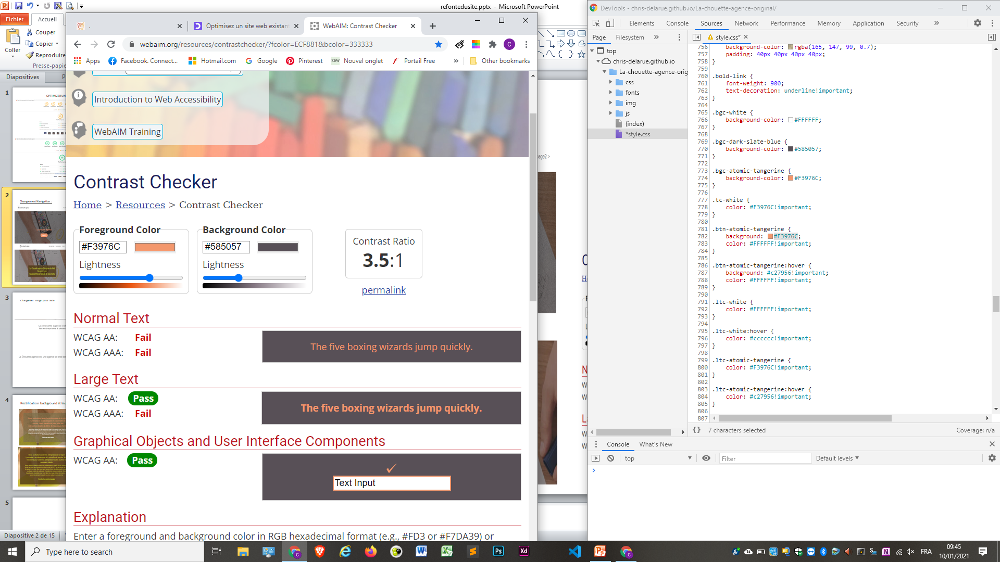 refontedusite.pptx - Microsoft PowerPoint
Fichier
Accueil
Couper
Copier
Coller
Reproduire
Presse-papie
Diapositives
1
2
Changement Navigation :
3
4
5
Diapositive 2 de 15
.
Optimisez un site web existant
WebAIM: Contrast Checker
webaim.org/resources/contrastchecker/?fcolor=ECF881&bcolor=333333
Apps
Facebook. Connect...
Hotmail.com
Google
Pinterest
Nouvel onglet
Portail Free
»
Other bookmarks
Introduction to Web Accessibility
WebAIM Training
Contrast Checker
Home > Resources > Contrast Checker
Foreground Color
#F3976C
Lightness
Background Color
#585057
Lightness
Contrast Ratio
3.5:1
permalink
Normal Text
WCAG AA: Fail
WCAG AAA: Fail
The five boxing wizards jump quickly.
Large Text
WCAG AA: Pass
WCAG AAA: Fail
The five boxing wizards jump quickly.
Graphical Objects and User Interface Components
WCAG AA: Pass
✓
Text Input
Explanation
Enter a foreground and background color in RGB hexadecimal format (e.g., #FD3 or #F7DA39) or
DevTools - chris-delarue.github.io/La-chouette-agence-original/
Elements
Console
Sources
Network
Performance
Memory
Application
Security
»
Page
Filesystem
»
top
chris-delarue.github.io
La-chouette-agence-orig
css
fonts
img
js
(index)
*style.css
style.css*
756 background-color: rgba(165, 147, 99, 0.7);
757 padding: 40px 40px 40px 40px;
758 }
759
760 .bold-link {
761 font-weight: 900;
762 text-decoration: underline!important;
763 }
764
765 .bgc-white {
766 background-color: #FFFFFF;
767 }
768
769 .bgc-dark-slate-blue {
770 background-color: #585057;
771 }
772
773 .bgc-atomic-tangerine {
774 background-color: #F3976C;
775 }
776
777 .tc-white {
778 color: #F3976C!important;
779 }
780
781 .btn-atomic-tangerine {
782 background: #F3976C;
783 color: #FFFFFF!important;
784 }
785
786 .btn-atomic-tangerine:hover {
787 background: #c27956!important;
788 color: #FFFFFF!important;
789 }
790
791 .ltc-white {
792 color: #FFFFFF!important;
793 }
794
795 .ltc-white:hover {
796 color: #cccccc!important;
797 }
798
799 .ltc-atomic-tangerine {
800 color: #F3976C!important;
801 }
802
803 .ltc-atomic-tangerine:hover {
804 color: #c27956!important;
805 }
806
807
{} 7 characters selected
Coverage: n/a
Console
What's New
top
Filter
Default levels
Type here to search
FRA
09:45
10/01/2021